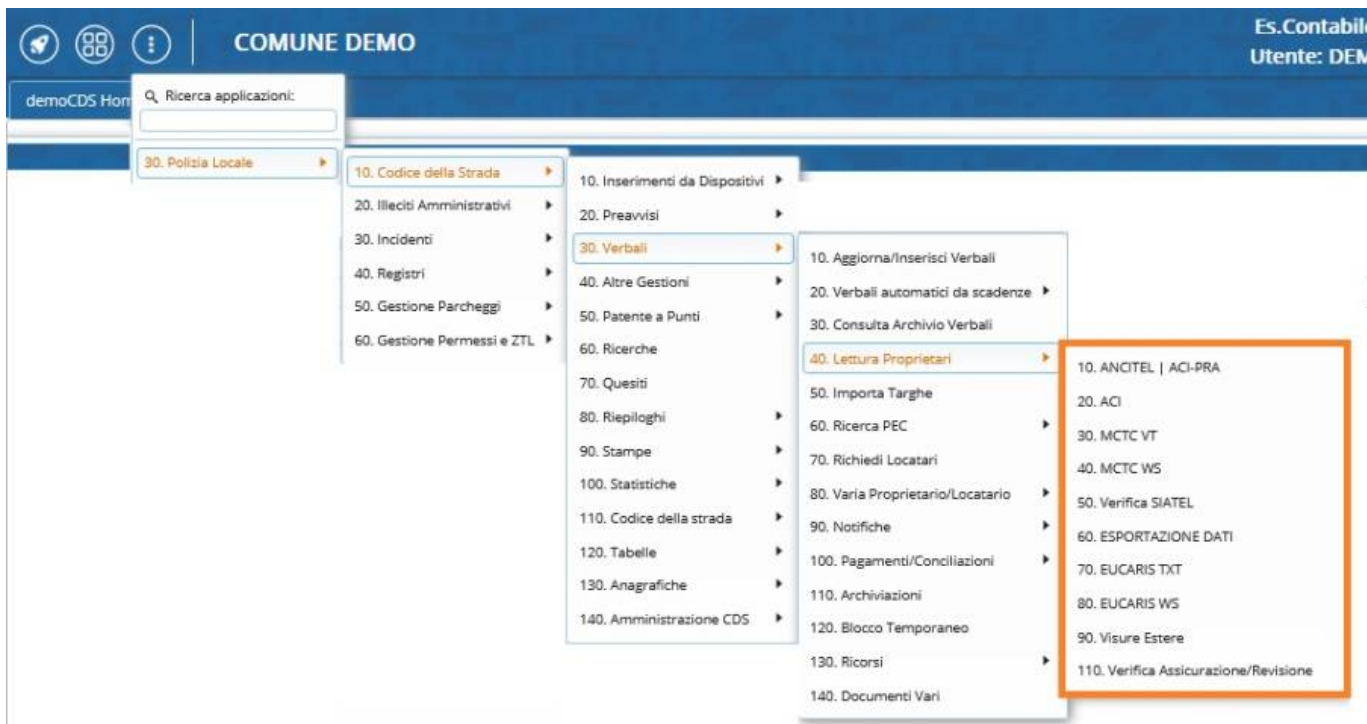 COMUNE DEMO
Es.Contabile
Utente: DEM
demoCDS Hom
Ricerca applicazioni:
30. Polizia Locale
10. Codice della Strada
20. Illeciti Amministrativi
30. Incidenti
40. Registri
50. Gestione Parcheggi
60. Gestione Permessi e ZTL
10. Inserimenti da Dispositivi
20. Preavvisi
30. Verbali
40. Altre Gestioni
50. Patente a Punti
60. Ricerche
70. Quesiti
80. Riepiloghi
90. Stampe
100. Statistiche
110. Codice della strada
120. Tabelle
130. Anagrafiche
140. Amministrazione CDS
10. Aggiorna/Inserisci Verbali
20. Verbali automatici da scadenze
30. Consulta Archivio Verbali
40. Lettura Proprietari
50. Importa Targhe
60. Ricerca PEC
70. Richiedi Locatari
80. Varia Proprietario/Locatario
90. Notifiche
100. Pagamenti/Conciliazioni
110. Archiviazioni
120. Blocco Temporaneo
130. Ricorsi
140. Documenti Vari
10. ANCITEL | ACI-PRA
20. ACI
30. MCTC VT
40. MCTC WS
50. Verifica SIATEL
60. ESPORTAZIONE DATI
70. EUCARIS TXT
80. EUCARIS WS
90. Visure Estere
110. Verifica Assicurazione/Revisione